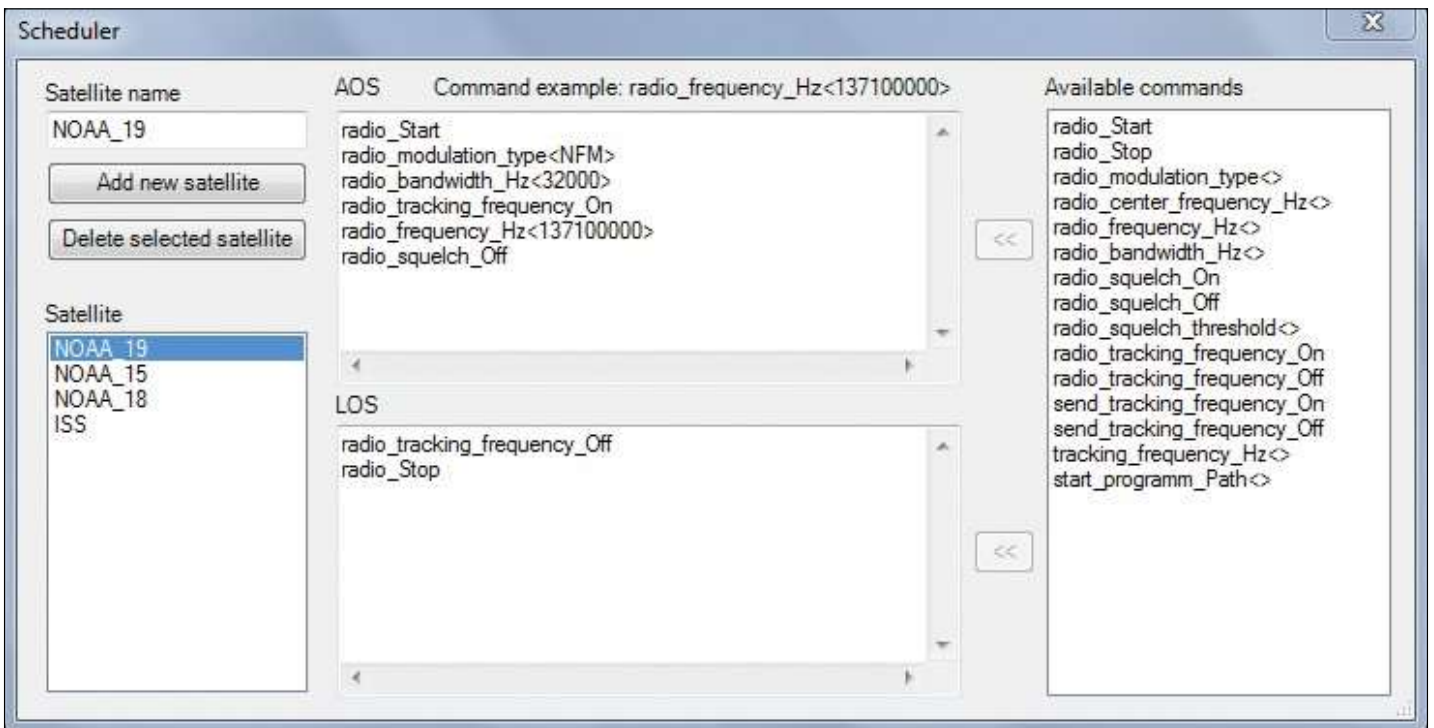 Scheduler
Satellite name
NOAA_19
Add new satellite
Delete selected satellite
Satellite
NOAA_19
NOAA_15
NOAA_18
ISS
AOS Command example: radio_frequency_Hz<137100000>
radio_Start
radio_modulation_type<NFM>
radio_bandwidth_Hz<32000>
radio_tracking_frequency_On
radio_frequency_Hz<137100000>
radio_squelch_Off
<<
LOS
radio_tracking_frequency_Off
radio_Stop
<<
Available commands
radio_Start
radio_Stop
radio_modulation_type<>
radio_center_frequency_Hz<>
radio_frequency_Hz<>
radio_bandwidth_Hz<>
radio_squelch_On
radio_squelch_Off
radio_squelch_threshold<>
radio_tracking_frequency_On
radio_tracking_frequency_Off
send_tracking_frequency_On
send_tracking_frequency_Off
tracking_frequency_Hz<>
start_programm_Path<>